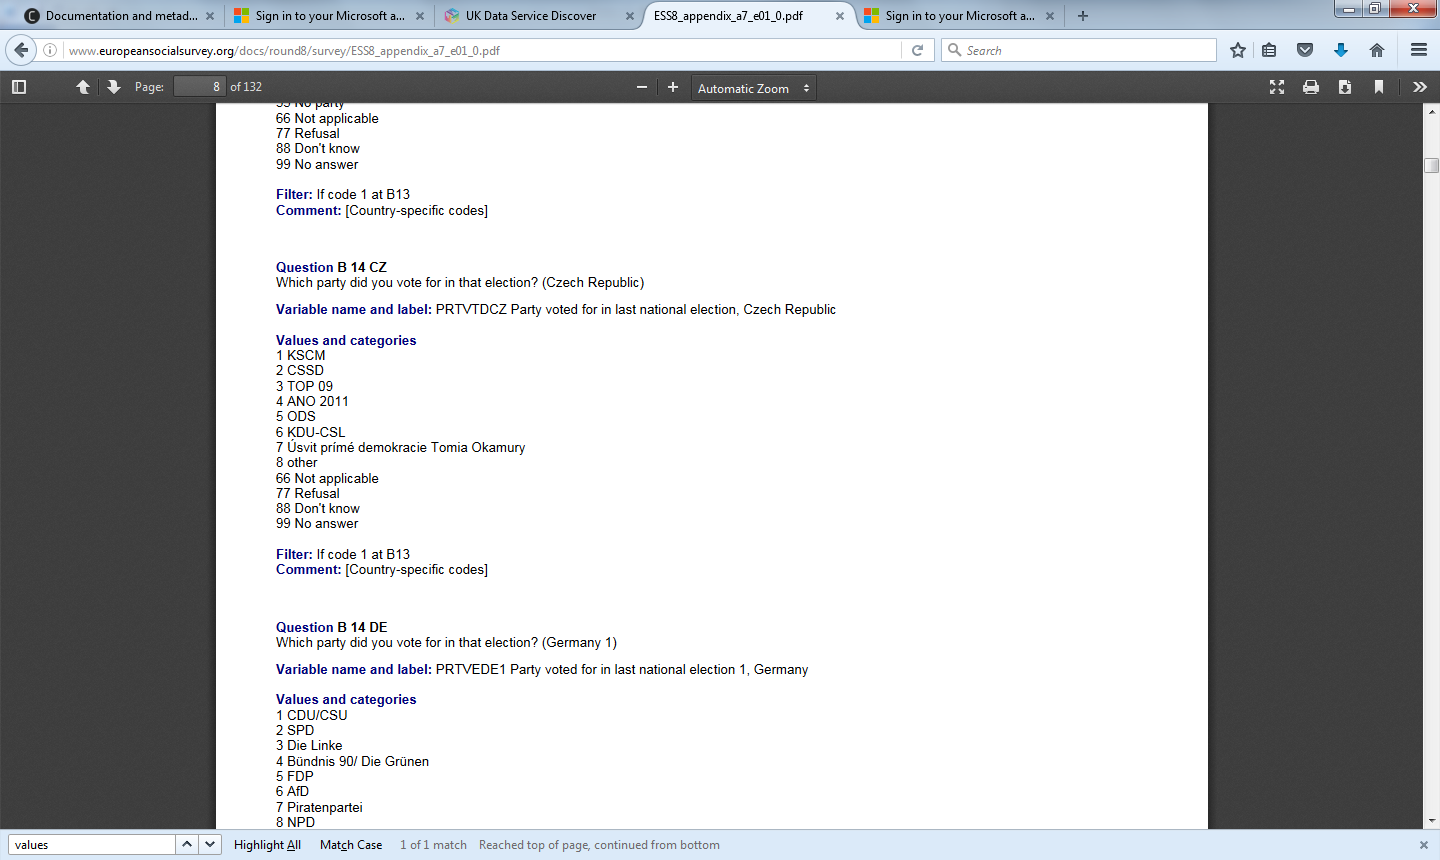 Documentation and metad...
Sign in to your Microsoft a...
UK Data Service Discover
ESS8_appendix_a7_e01_0.pdf
Sign in to your Microsoft a...
www.europeansocialsurvey.org/docs/round8/survey/ESS8_appendix_a7_e01_0.pdf
Search
Page: 8 of 132
Automatic Zoom
55 No party
66 Not applicable
77 Refusal
88 Don't know
99 No answer
Filter: If code 1 at B13
Comment: [Country-specific codes]
Question B 14 CZ
Which party did you vote for in that election? (Czech Republic)
Variable name and label: PRTVTDCZ Party voted for in last national election, Czech Republic
Values and categories
1 KSCM
2 CSSD
3 TOP 09
4 ANO 2011
5 ODS
6 KDU-CSL
7 Úsvit prímé demokracie Tomia Okamury
8 other
66 Not applicable
77 Refusal
88 Don't know
99 No answer
Filter: If code 1 at B13
Comment: [Country-specific codes]
Question B 14 DE
Which party did you vote for in that election? (Germany 1)
Variable name and label: PRTVEDE1 Party voted for in last national election 1, Germany
Values and categories
1 CDU/CSU
2 SPD
3 Die Linke
4 Bündnis 90/ Die Grünen
5 FDP
6 AfD
7 Piratenpartei
8 NPD
values
Highlight All
Match Case
1 of 1 match
Reached top of page, continued from bottom